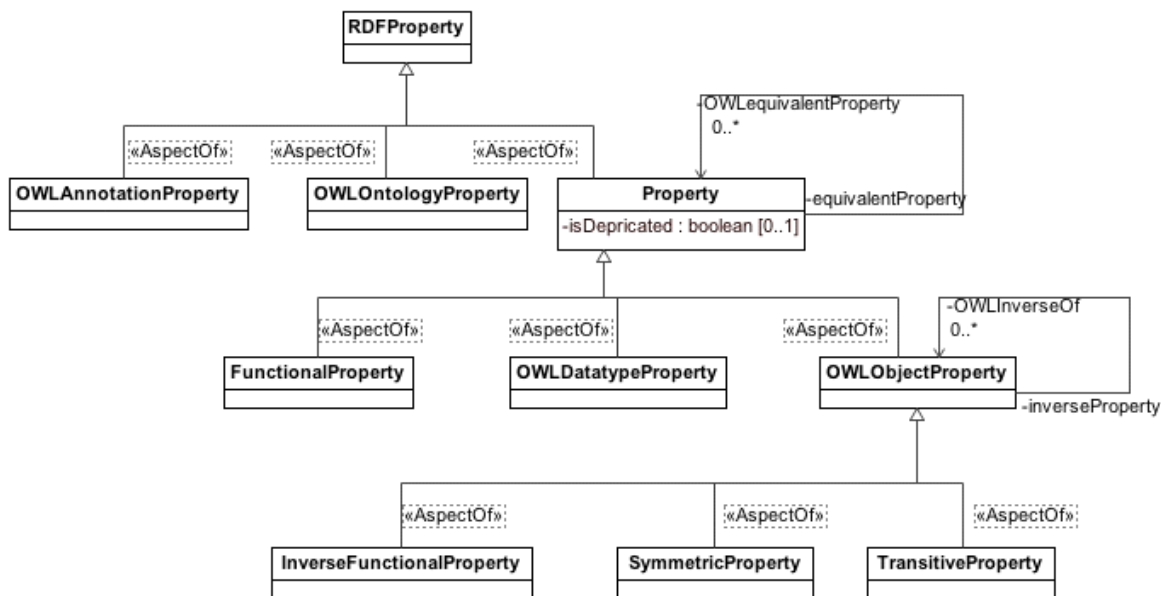 RDFProperty
-OWLequivalentProperty
0..*
«AspectOf» «AspectOf» «AspectOf»
OWLAnnotationProperty OWLOntologyProperty Property
-equivalentProperty
-isDepricated : boolean [0..1]
-OWLInverseOf
0..*
«AspectOf» «AspectOf» «AspectOf»
FunctionalProperty OWLDatatypeProperty OWLObjectProperty
-inverseProperty
«AspectOf» «AspectOf» «AspectOf»
InverseFunctionalProperty SymmetricProperty TransitiveProperty